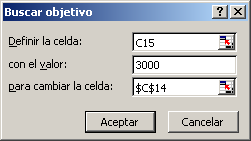 Buscar objetivo
Definir la celda: C15
con el valor: 3000
para cambiar la celda: $C$14
Aceptar Cancelar